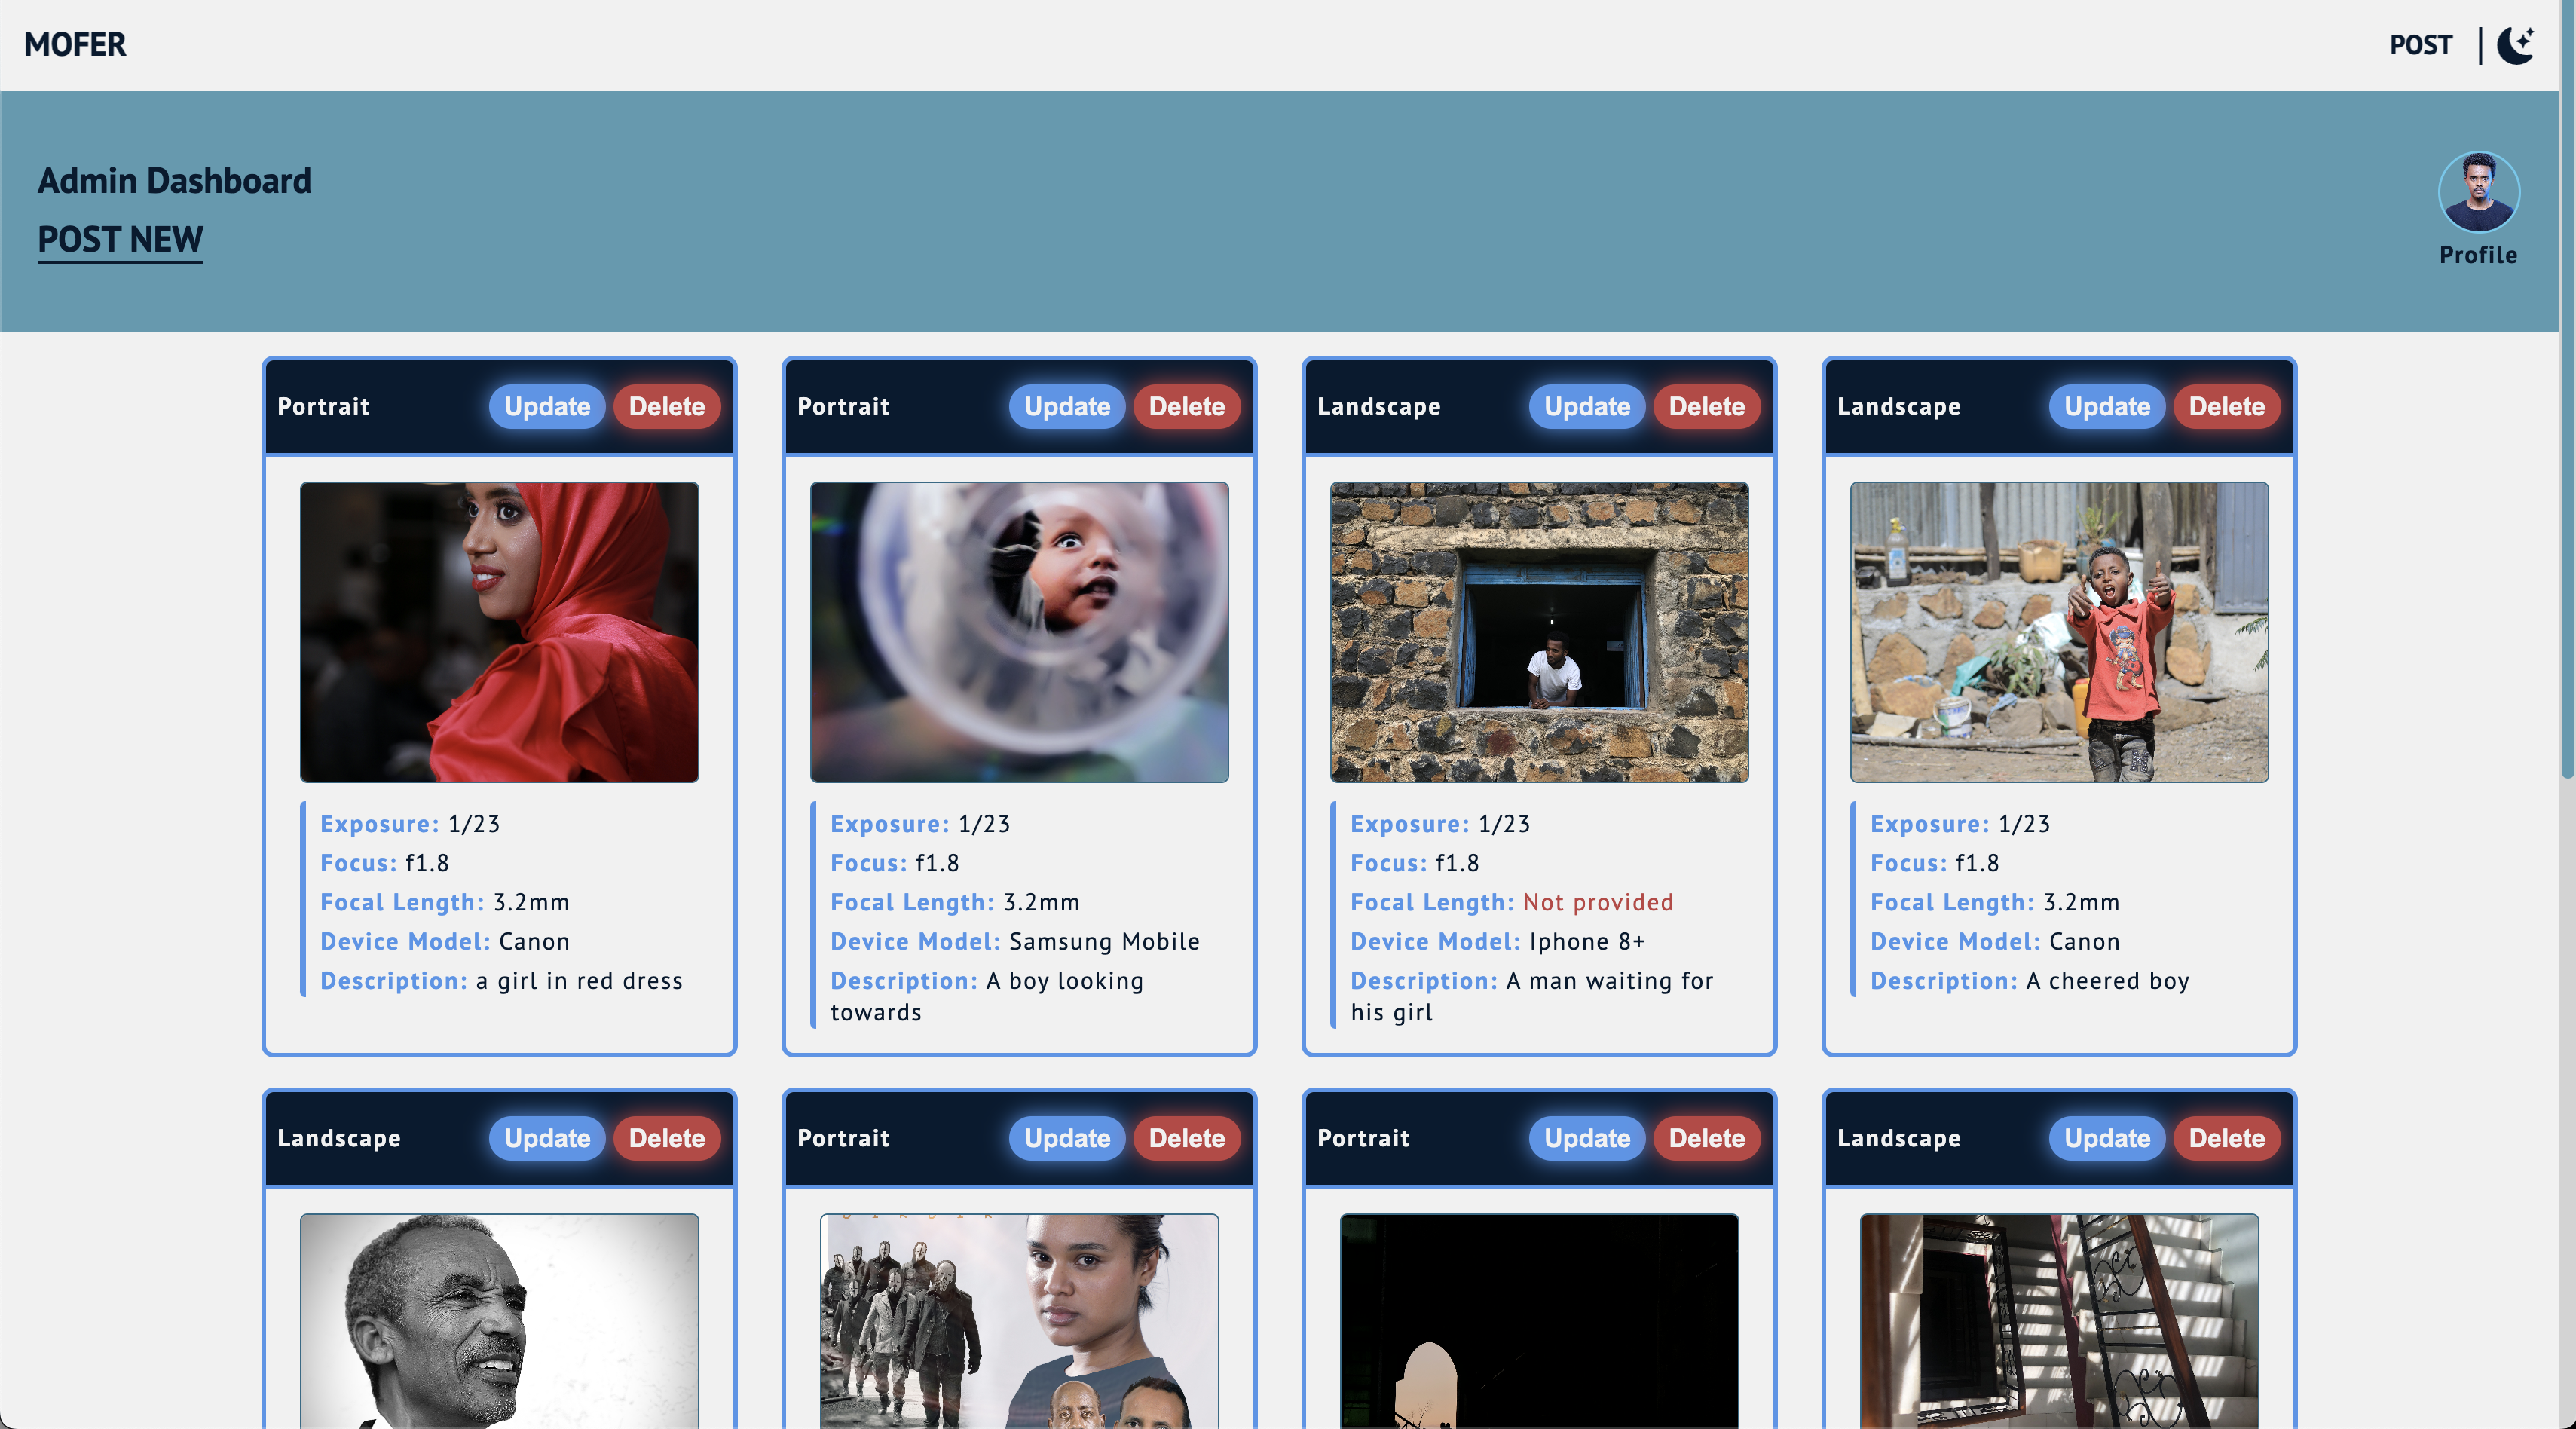 MOFER
POST |
Admin Dashboard
POST NEW
Profile
Portrait Update Delete
Exposure: 1/23
Focus: f1.8
Focal Length: 3.2mm
Device Model: Canon
Description: a girl in red dress
Portrait Update Delete
Exposure: 1/23
Focus: f1.8
Focal Length: 3.2mm
Device Model: Samsung Mobile
Description: A boy looking
towards
Landscape Update Delete
Exposure: 1/23
Focus: f1.8
Focal Length: Not provided
Device Model: Iphone 8+
Description: A man waiting for
his girl
Landscape Update Delete
Exposure: 1/23
Focus: f1.8
Focal Length: 3.2mm
Device Model: Canon
Description: A cheered boy
Landscape Update Delete
Portrait Update Delete
Portrait Update Delete
Landscape Update Delete